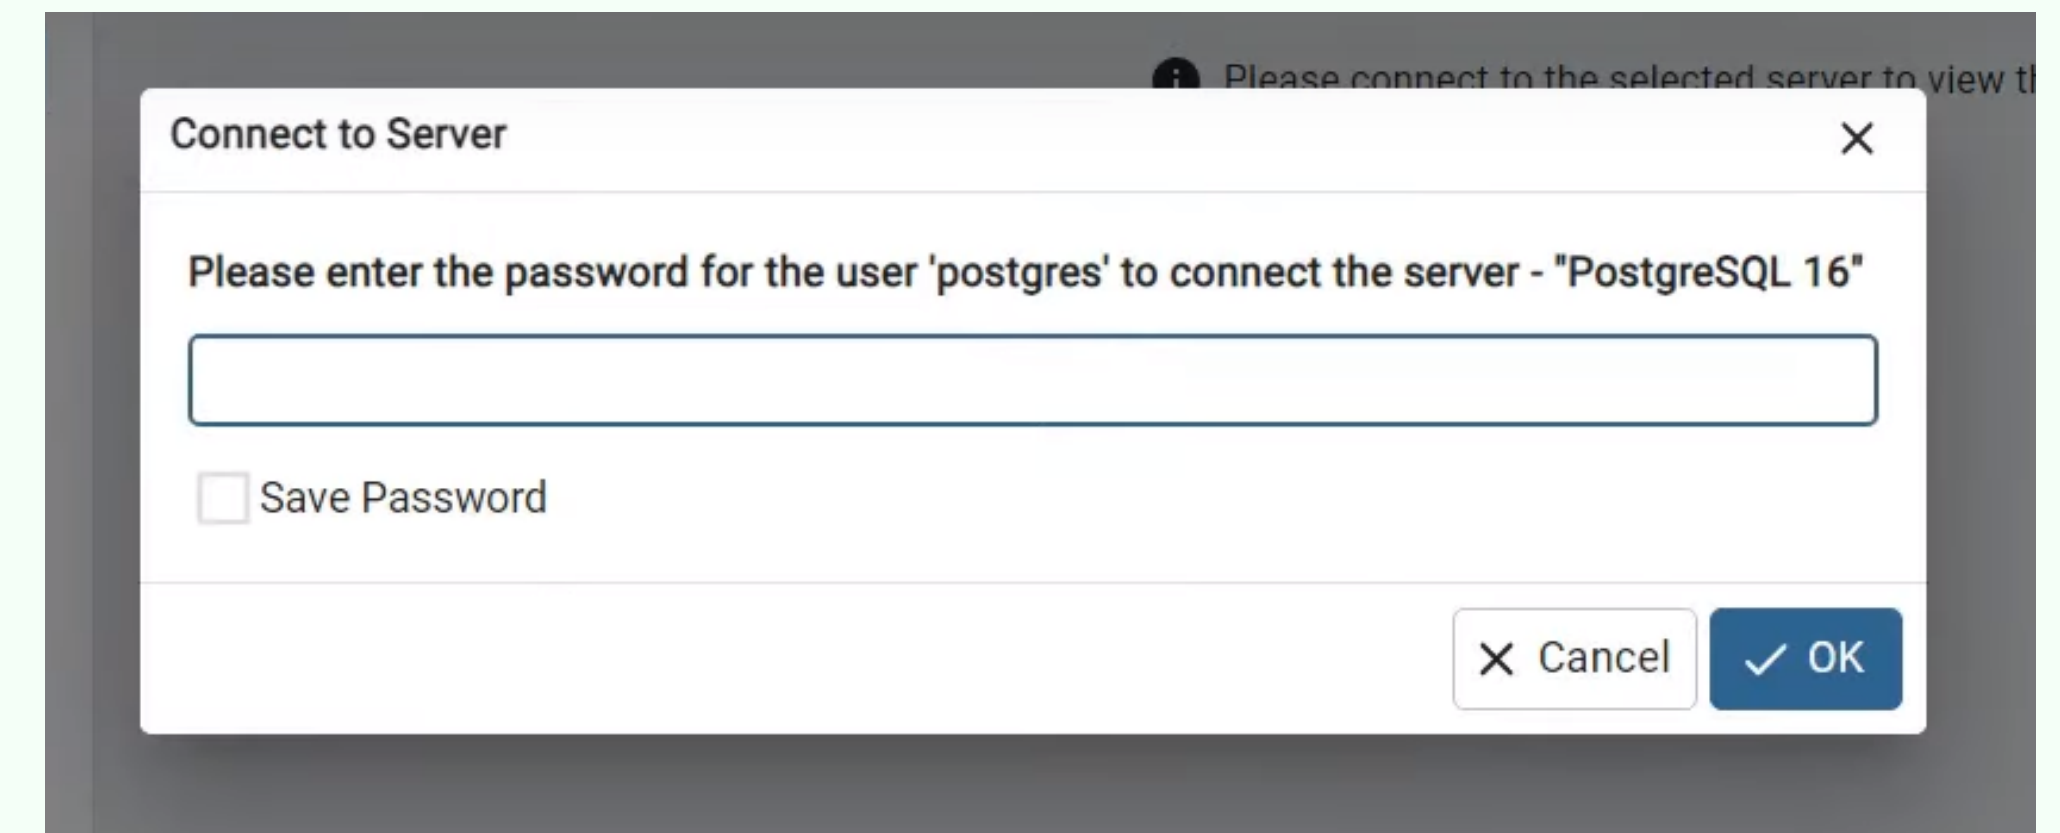 Please connect to the selected server to view th
Connect to Server
Please enter the password for the user 'postgres' to connect the server - "PostgreSQL 16"
Save Password
Cancel
OK